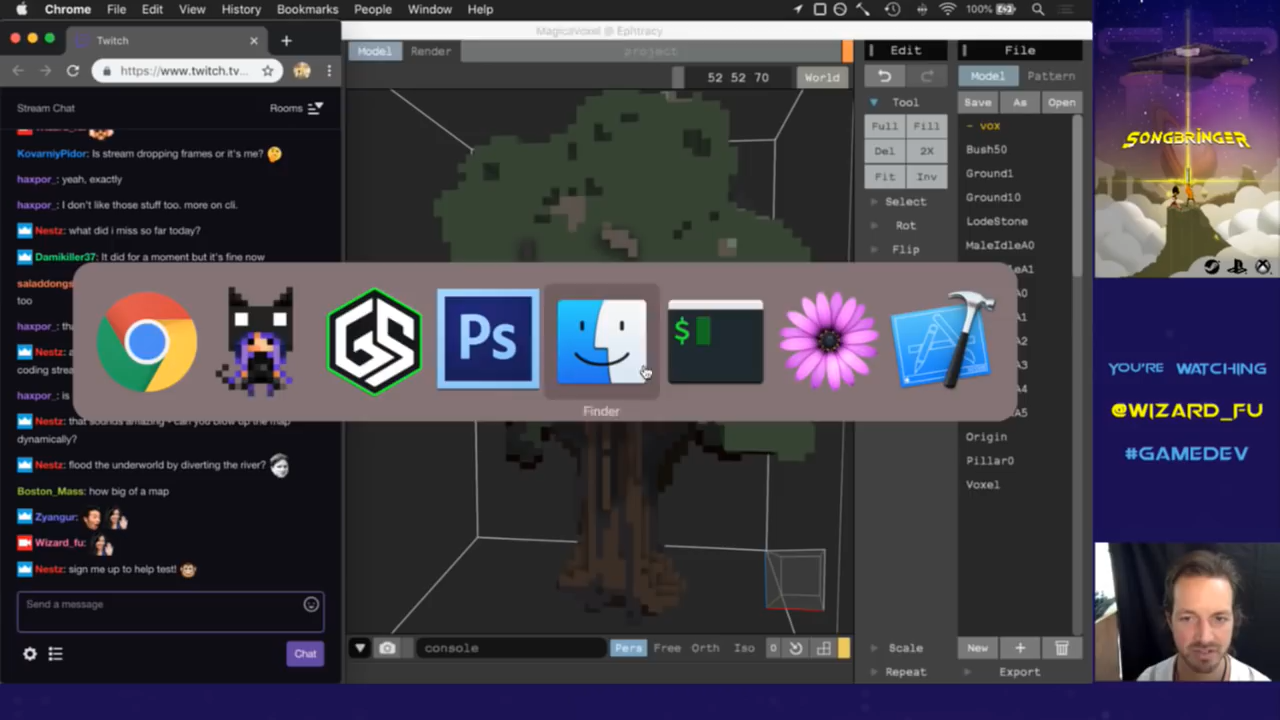 Chrome File Edit View History Bookmarks People Window Help 100%
Twitch
https://www.twitch.tv...
Stream Chat Rooms
KovarniyPidor: Is stream dropping frames or it's me?
haxpor_: yeah, exactly
haxpor_: I don't like those stuff too. more on cli.
Nestz: what did i miss so far today?
Damikiller37: It did for a moment but it's fine now
too
coding
haxpor_: is
Nestz: that sounds amazing - can you blow up the map
dynamically?
Nestz: flood the underworld by diverting the river?
Boston_Mass: how big of a map
Zyangur:
Wizard_fu:
Nestz: sign me up to help test!
Send a message
Chat
MagicaVoxel @ Ephtracy
Model Render project
52 52 70 World
GS
Ps
$
Finder
console Pers Free Orth Iso 0
Edit
Tool
Full Fill
Del 2X
Fit Inv
Select
Rot
Flip
Scale
Repeat
File
Model Pattern
Save As Open
- vox
Bush50
Ground1
Ground10
LodeStone
MaleIdleA0
Origin
Pillar0
Voxel
New +
Export
SONGBRINGER
YOU'RE WATCHING
@WIZARD_FU
#GAMEDEV